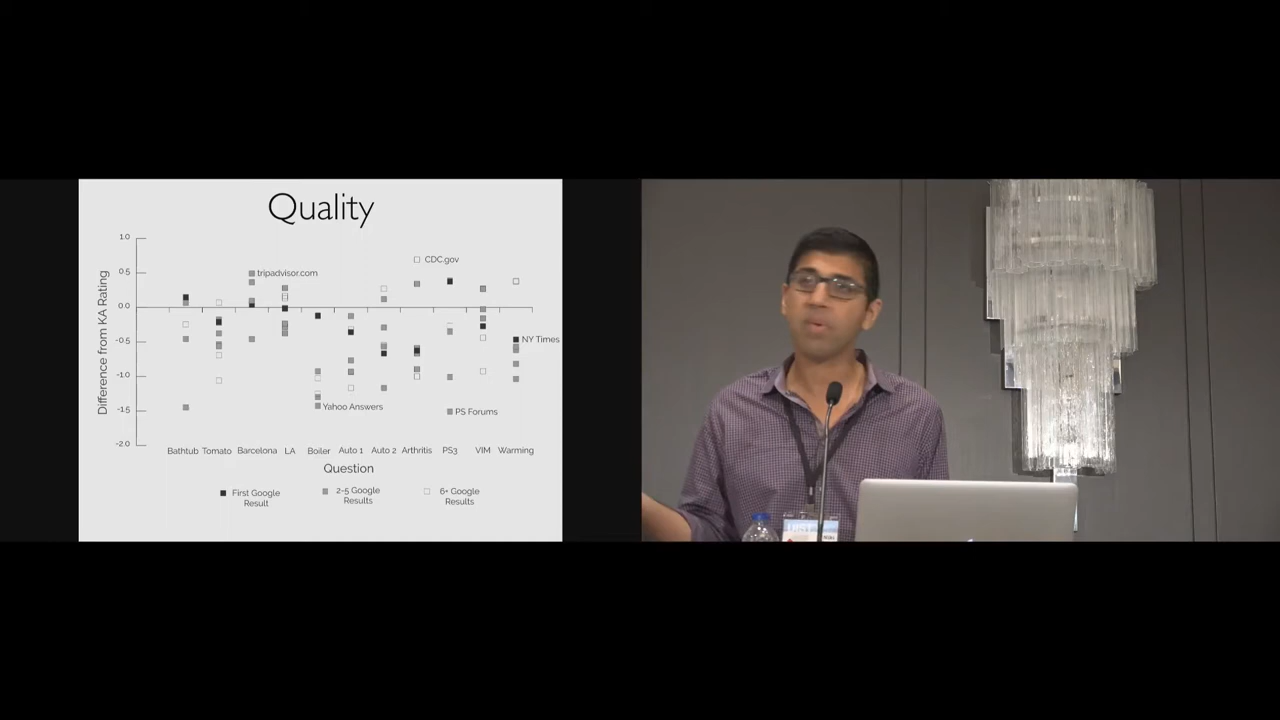 Quality
1.0
0.5
0.0
-0.5
-1.0
-1.5
-2.0
Difference from KA Rating
tripadvisor.com
CDC.gov
NY Times
Yahoo Answers
PS Forums
Bathtub Tomato Barcelona LA Boiler Auto 1 Auto 2 Arthritis PS3 VIM Warming
Question
First Google
Result
2-5 Google
Results
6+ Google
Results
UIST